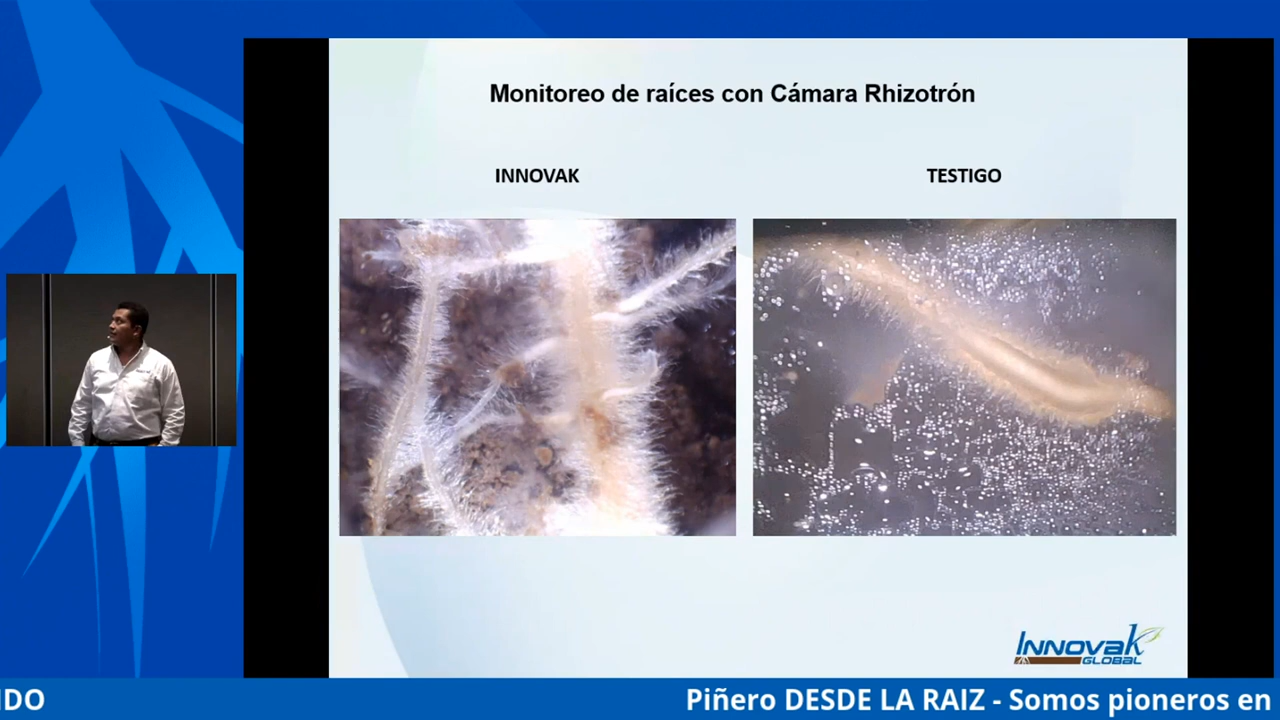 Monitoreo de raíces con Cámara Rhizotrón
INNOVAK
TESTIGO
INNOVAK
GLOBAL
IDO
Piñero DESDE LA RAIZ - Somos pioneros en